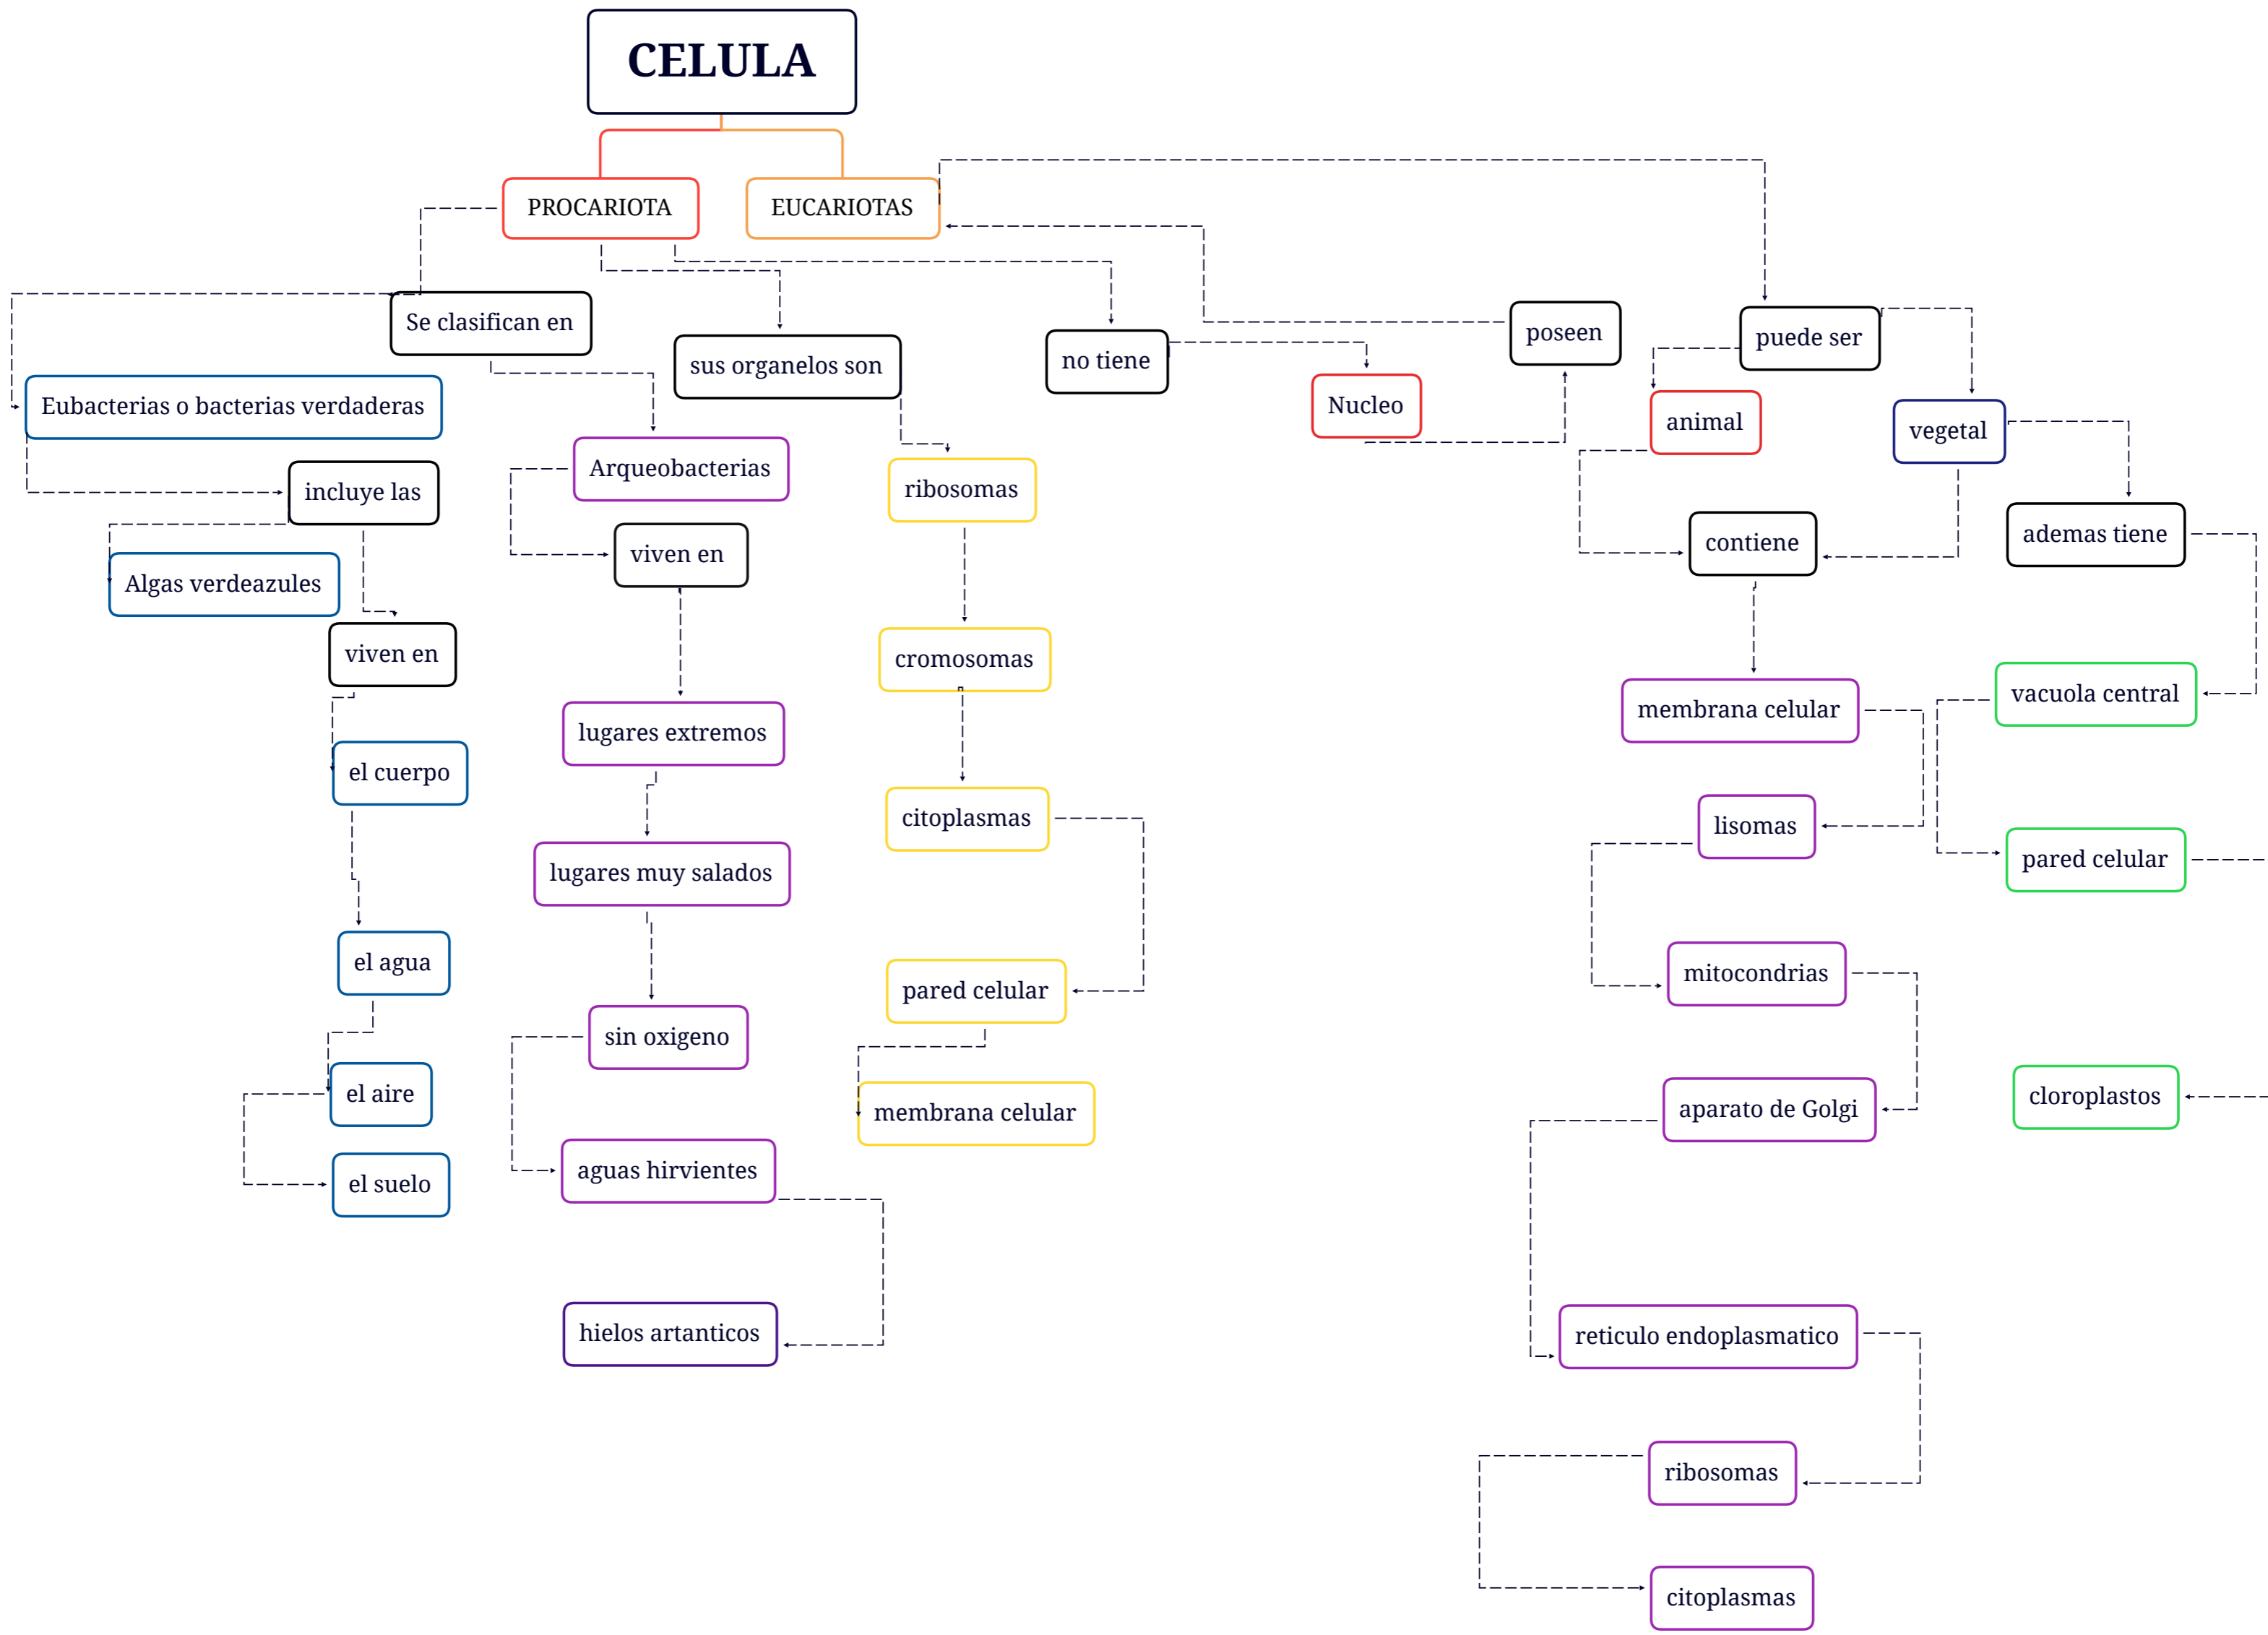 CELULA
PROCARIOTA
EUCARIOTAS
Se clasifican en
sus organelos son
no tiene
Nucleo
poseen
puede ser
Eubacterias o bacterias verdaderas
animal
vegetal
incluye las
Arqueobacterias
ribosomas
Algas verdeazules
viven en
contiene
ademas tiene
viven en
cromosomas
el cuerpo
lugares extremos
membrana celular
vacuola central
citoplasmas
lisomas
lugares muy salados
pared celular
el agua
pared celular
mitocondrias
sin oxigeno
el aire
membrana celular
aparato de Golgi
cloroplastos
el suelo
aguas hirvientes
hielos artanticos
reticulo endoplasmatico
ribosomas
citoplasmas